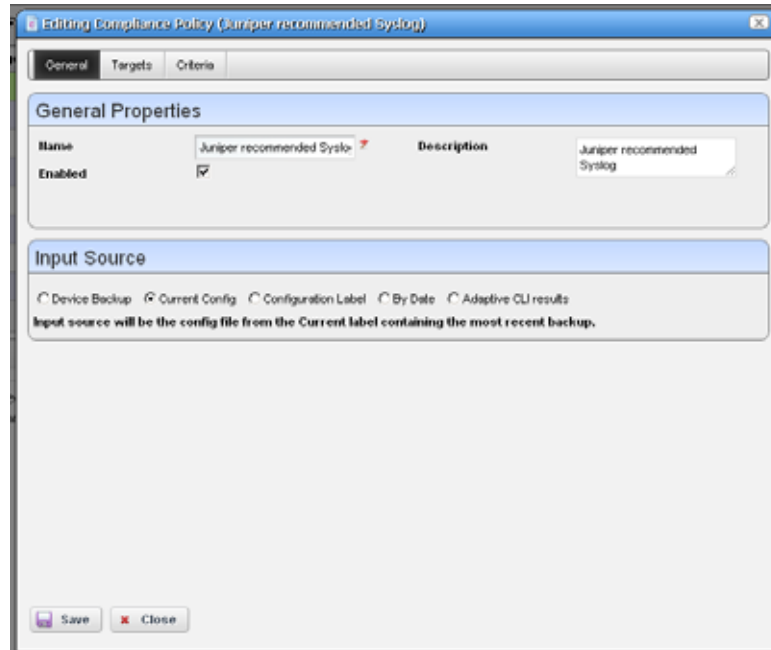 Editing Compliance Policy (Juniper recommended Syslog)
General Targets Criteria
General Properties
Name Juniper recommended Syslo Description Juniper recommended
Syslog
Enabled
Input Source
Device Backup Current Config Configuration Label By Date Adaptive CLI results
Input source will be the config file from the Current label containing the most recent backup.
Save Close